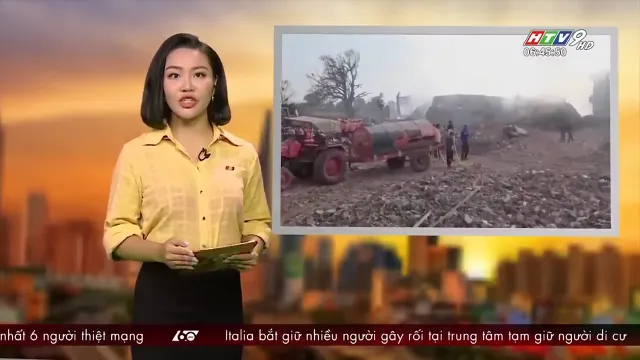 HTV9 HD
06:45:50
nhất 6 người thiệt mạng
60
Italia bắt giữ nhiều người gây rối tại trung tâm tạm giữ người di cư